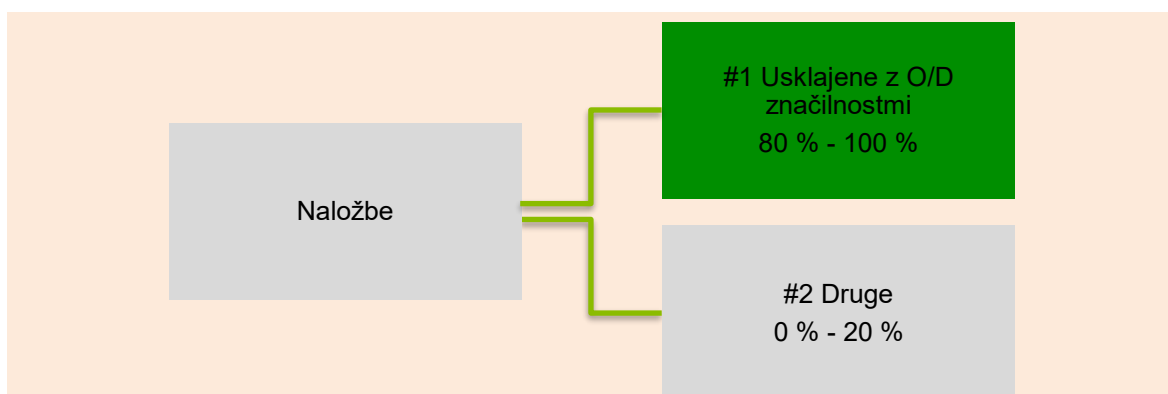 #1 Usklajene z O/D
značilnostmi
80 % - 100 %
Naložbe
#2 Druge
0 % - 20 %